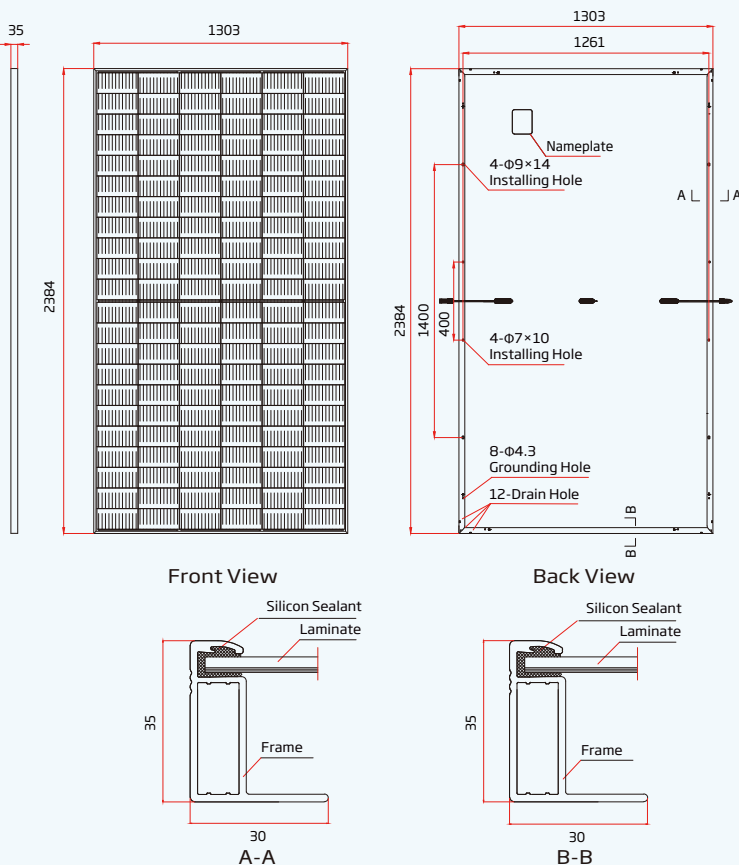 35
1303
2384
Front View
1303
1261
Nameplate
4-Φ9×14
Installing Hole
A
A
2384
1400
400
4-Φ7×10
Installing Hole
8-Φ4.3
Grounding Hole
12-Drain Hole
B
B
Back View
Silicon Sealant
Laminate
35
Frame
30
A-A
Silicon Sealant
Laminate
35
Frame
30
B-B